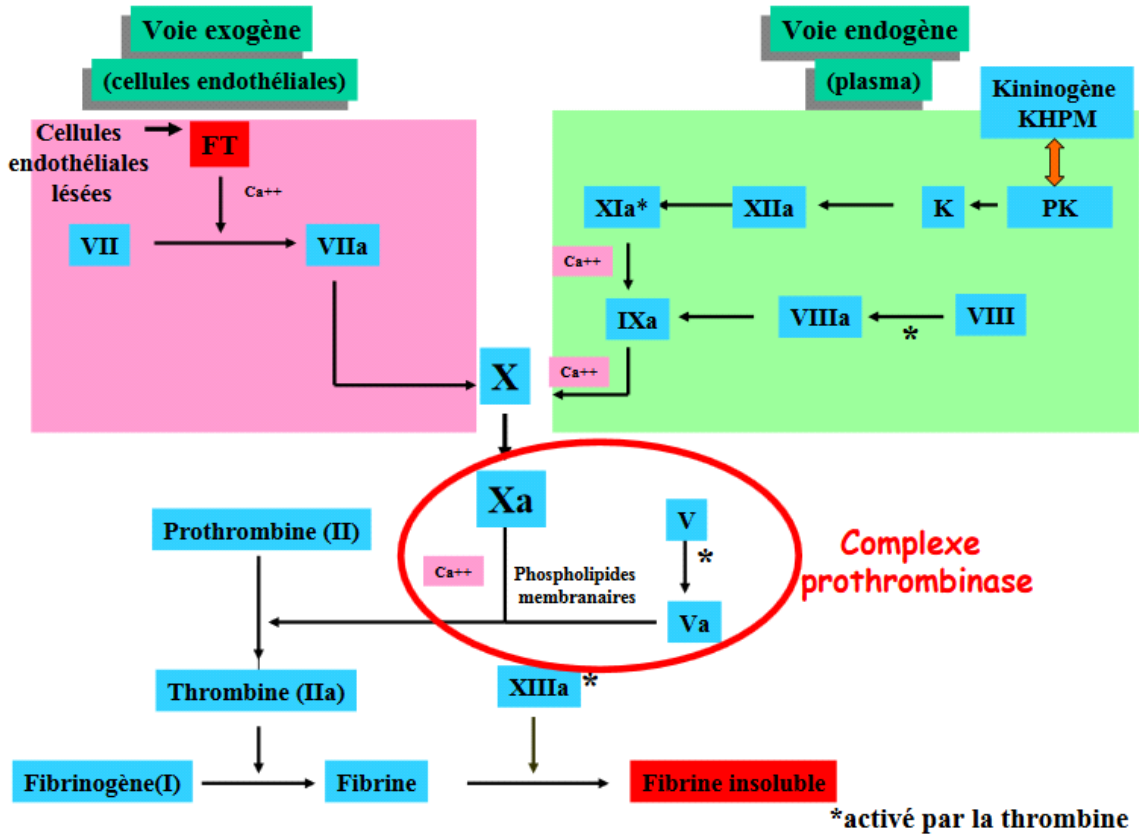 Voie exogène
(cellules endothéliales)
Voie endogène
(plasma)
Kininogène
KHPM
Cellules
endothéliales
lésées
FT
Ca++
VII
VIIa
XIa*
XIIa
K
PK
Ca++
IXa
VIIIa
VIII
*
X
Ca++
Xa
V
*
Prothrombine (II)
Ca++
Phospholipides
membranaires
Va
Complexe
prothrombinase
Thrombine (IIa)
XIIIa
*
Fibrinogène(I)
Fibrine
Fibrine insoluble
*activé par la thrombine